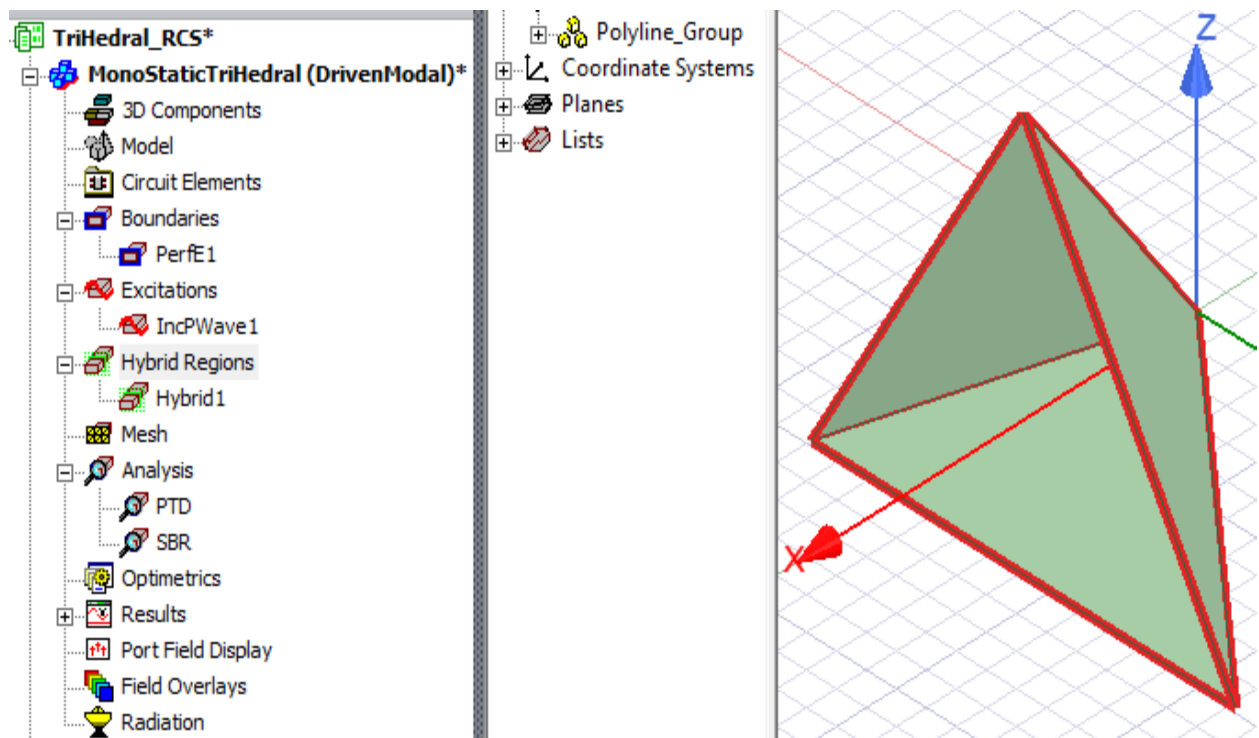 TriHedral_RCS*
MonoStaticTriHedral (DrivenModal)*
3D Components
Model
Circuit Elements
Boundaries
PerfE1
Excitations
IncPWave1
Hybrid Regions
Hybrid1
Mesh
Analysis
PTD
SBR
Optimetrics
Results
Port Field Display
Field Overlays
Radiation
Polyline_Group
Coordinate Systems
Planes
Lists
Z
X